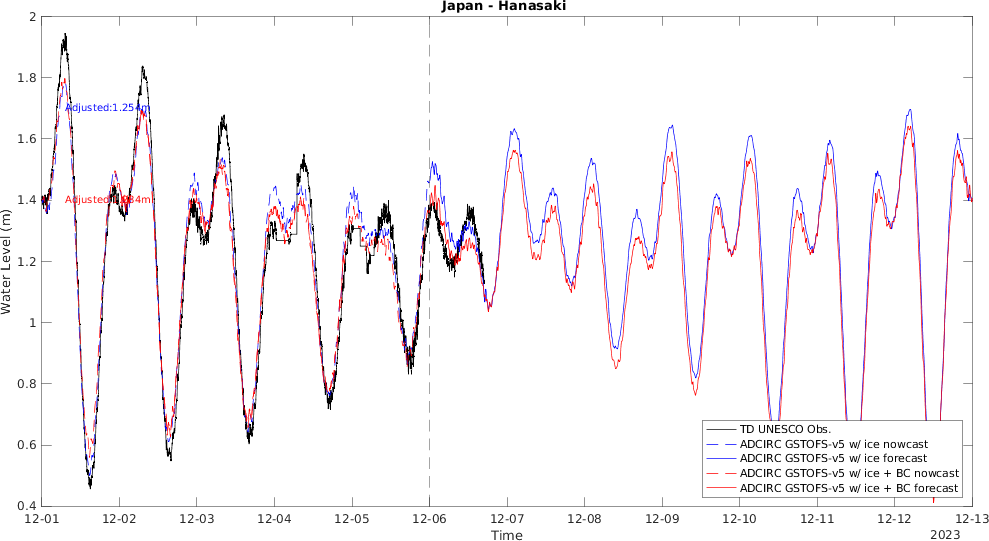 Japan - Hanasaki
2
1.8
1.6
1.4
1.2
1
0.8
0.6
0.4
Water Level (m)
Adjusted:1.254m
TD UNESCO Obs.
ADCIRC GSTOFS-v5 w/ ice nowcast
ADCIRC GSTOFS-v5 w/ ice forecast
ADCIRC GSTOFS-v5 w/ ice + BC nowcast
ADCIRC GSTOFS-v5 w/ ice + BC forecast
12-01 12-02 12-03 12-04 12-05 12-06 12-07 12-08 12-09 12-10 12-11 12-12 12-13
Time
2023